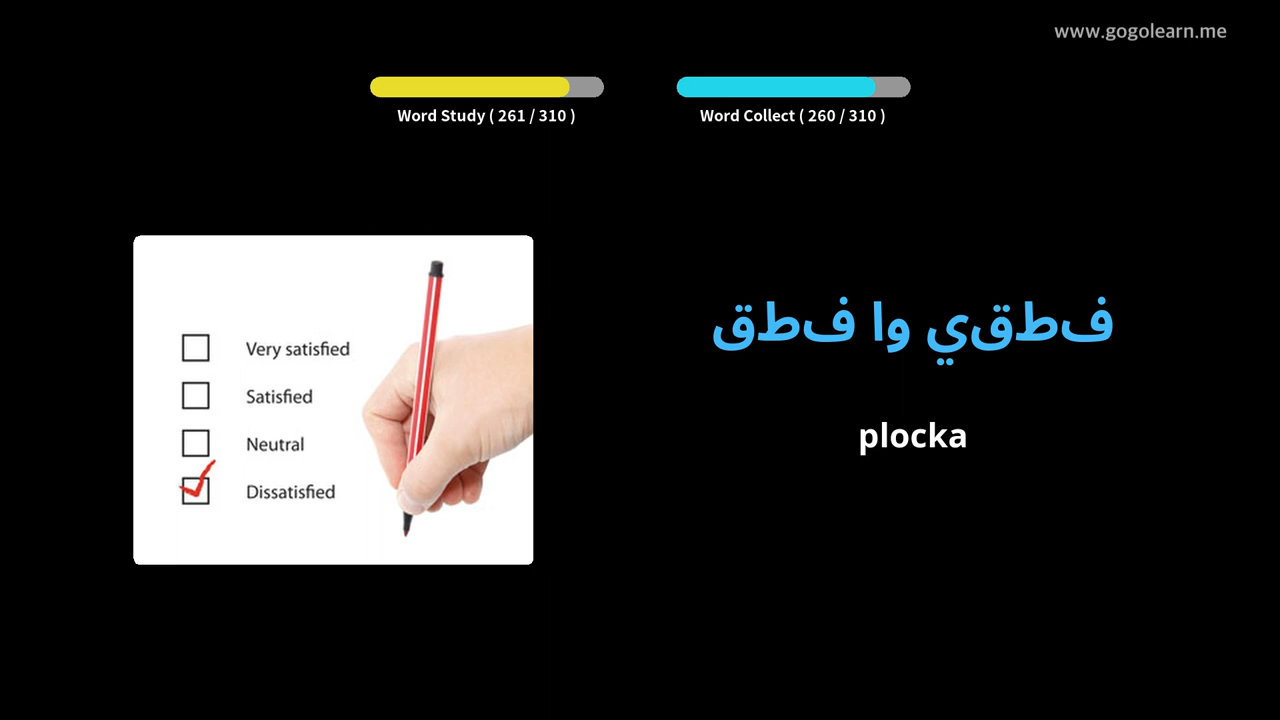 www.gogolearn.me
Word Study ( 261 / 310 )
Word Collect ( 260 / 310 )
Very satisfied
Satisfied
Neutral
Dissatisfied
فطقي وا فطق
plocka